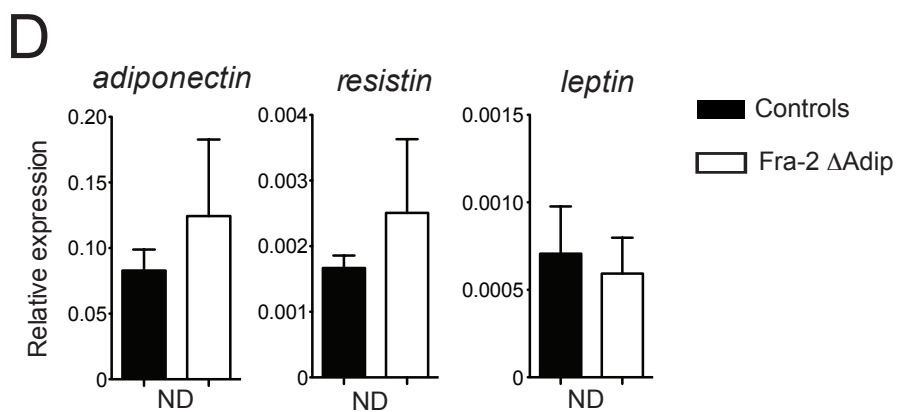 D
adiponectin
resistin
leptin
Relative expression
0.20
0.15
0.10
0.05
0
ND
0.004
0.003
0.002
0.001
0
ND
0.0015
0.0010
0.0005
0
ND
Controls
Fra-2 ΔAdip